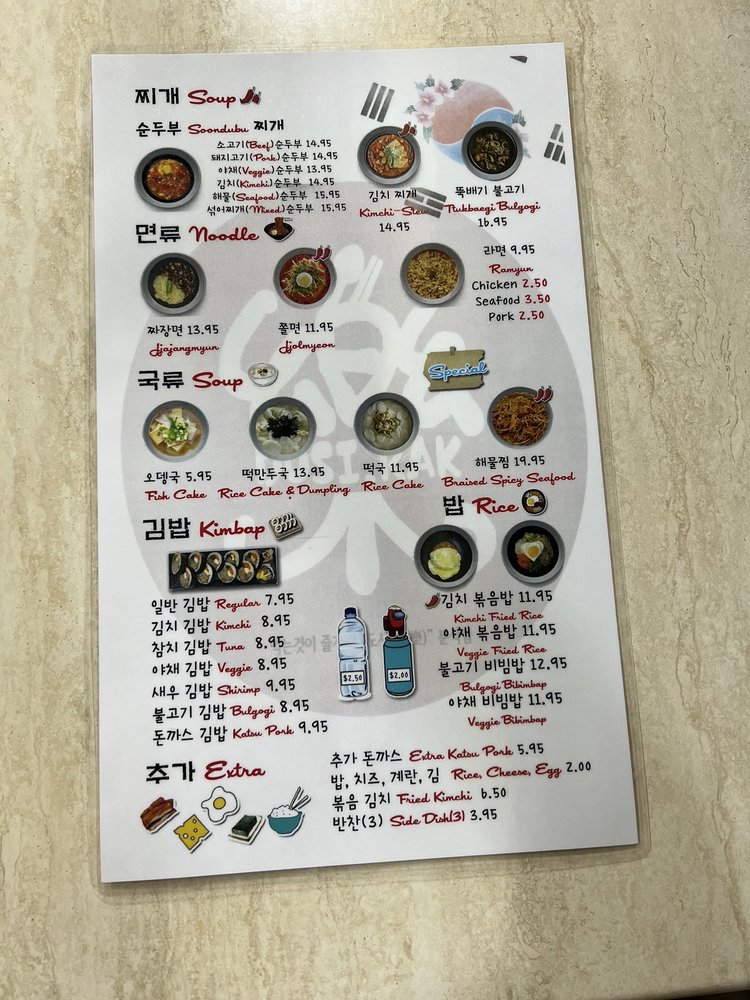 찌개 Soup
순두부 Soondubu 찌개
소고기(Beef)순두부 14.95
돼지고기(Pork)순두부 14.95
야채(Veggie)순두부 13.95
김치(Kimchi)순두부 14.95
해물(Seafood)순두부 15.95
섞어찌개(Mixed)순두부 15.95
김치 찌개
Kimchi-Stew
14.95
뚝배기 불고기
Ttukbaegi Bulgogi
16.95
면류 Noodle
짜장면 13.95
Jjajangmyun
쫄면 11.95
Jjolmyeon
라면 9.95
Ramyun
Chicken 2.50
Seafood 3.50
Pork 2.50
국류 Soup
Special
오뎅국 5.95
Fish Cake
떡만두국 13.95
Rice Cake & Dumpling
떡국 11.95
Rice Cake
해물찜 19.95
Braised Spicy Seafood
김밥 Kimbap
일반 김밥 Regular 7.95
김치 김밥 Kimchi 8.95
참치 김밥 Tuna 8.95
야채 김밥 Veggie 8.95
새우 김밥 Shirimp 9.95
불고기 김밥 Bulgogi 8.95
돈까스 김밥 Katsu Pork 9.95
$2.50
$2.00
밥 Rice
김치 볶음밥 11.95
Kimchi Fried Rice
야채 볶음밥 11.95
Veggie Fried Rice
불고기 비빔밥 12.95
Bulgogi Bibimbap
야채 비빔밥 11.95
Veggie Bibimbap
추가 Extra
추가 돈까스 Extra Katsu Pork 5.95
밥, 치즈, 계란, 김 Rice, Cheese, Egg 2.00
볶음 김치 Fried Kimchi 6.50
반찬(3) Side Dish(3) 3.95